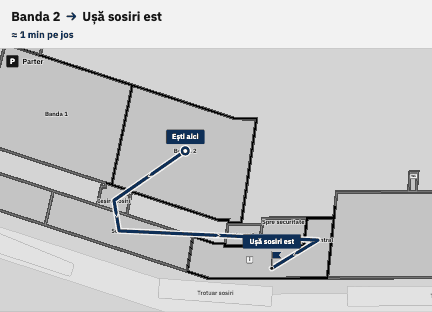 Banda 2 → Ușă sosiri est
≈ 1 min pe jos
P Parter
Banda 1
Ești aici
Spre securitate
Ușă sosiri est
Trotuar sosiri